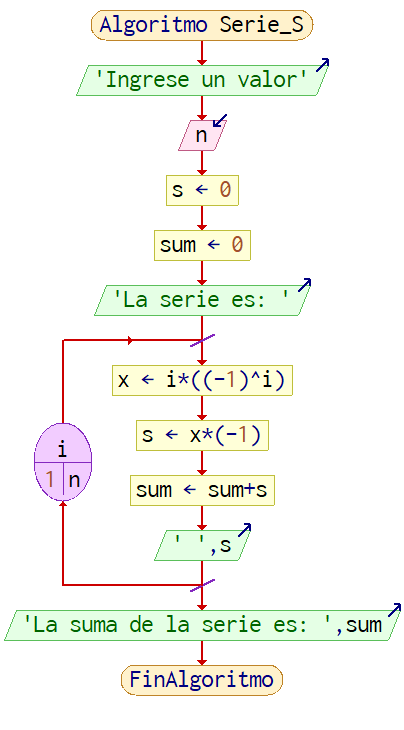 Algoritmo Serie_S
'Ingrese un valor'
n
s ← 0
sum ← 0
'La serie es: '
x ← i*((-1)^i)
i
1 n
s ← x*(-1)
sum ← sum+s
' ',s
'La suma de la serie es: ',sum
FinAlgoritmo